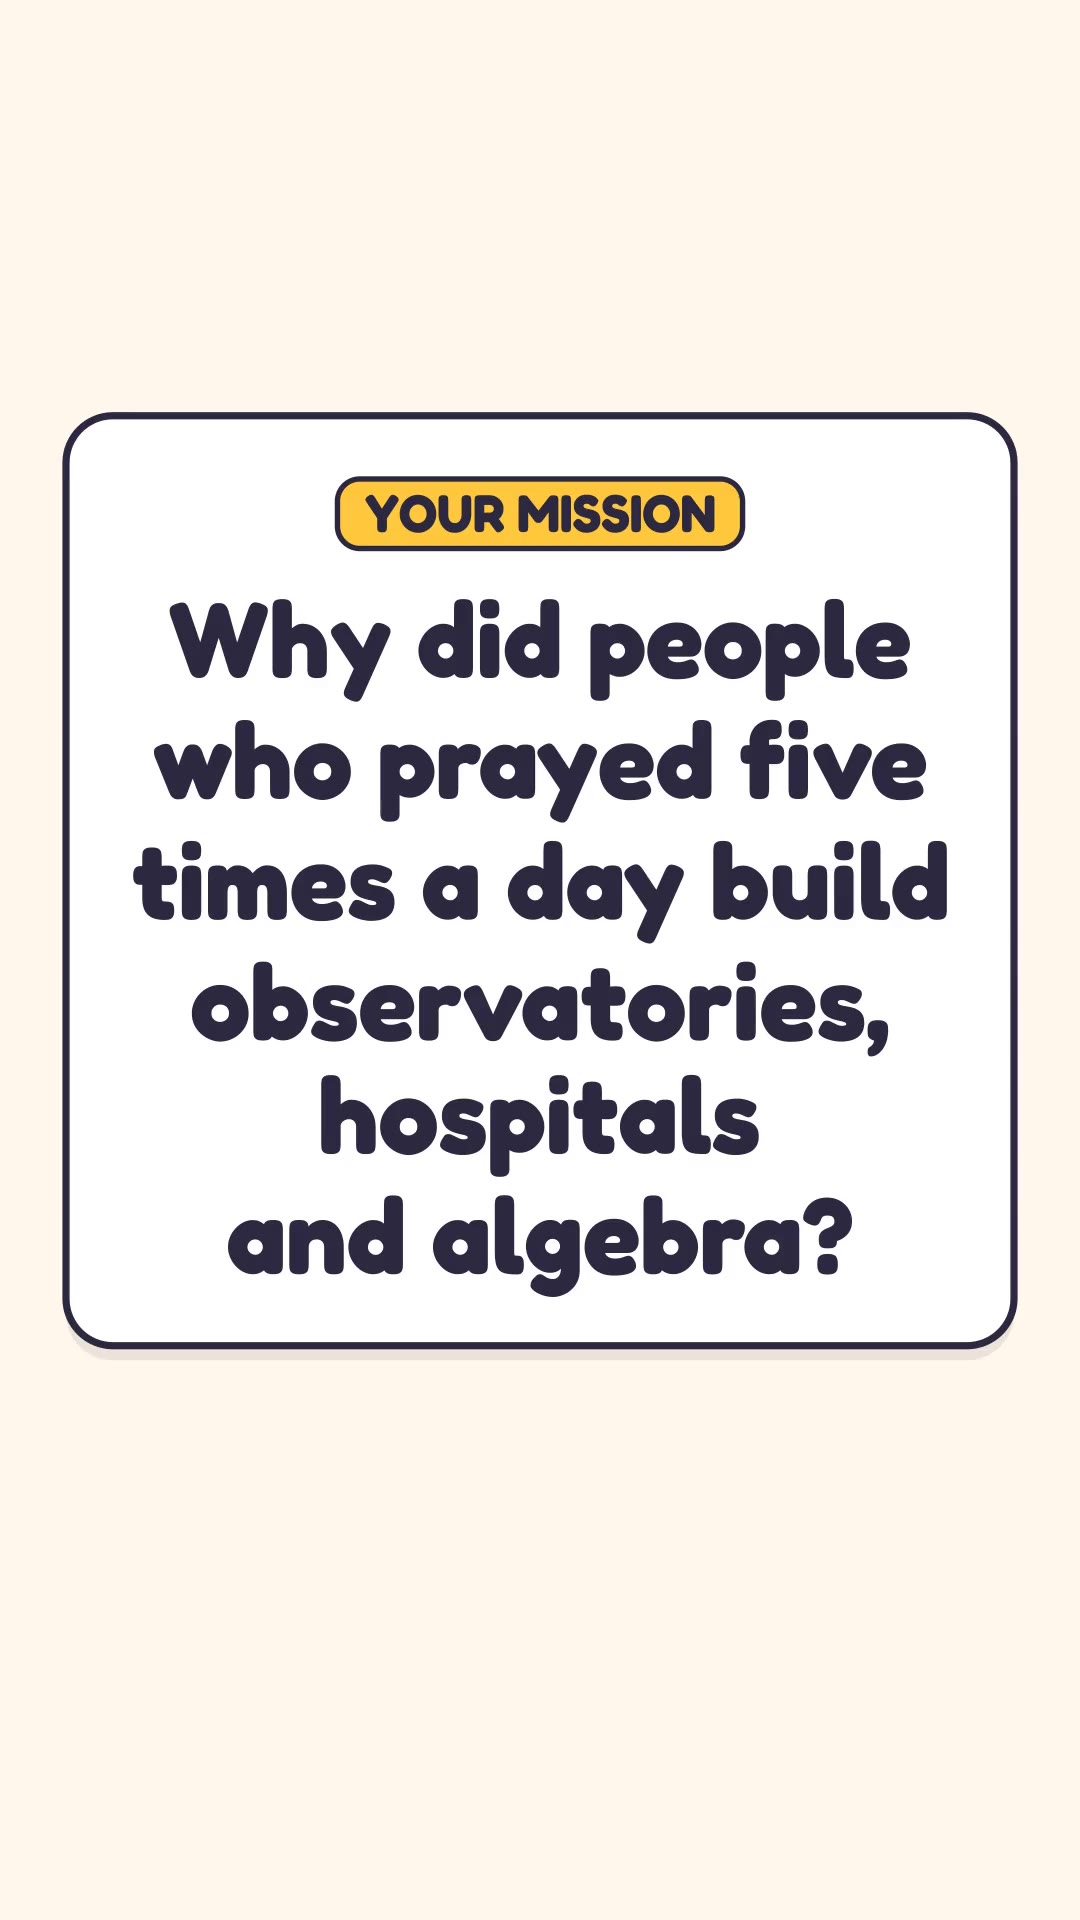 YOUR MISSION
Why did people
who prayed five
times a day build
observatories,
hospitals
and algebra?